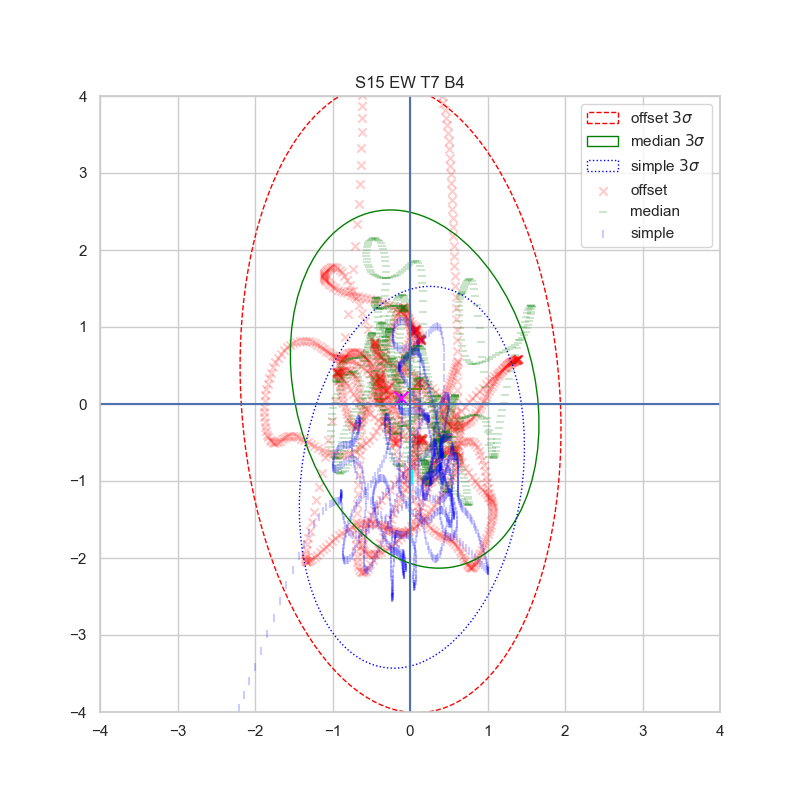 S15 EW T7 B4
offset 3σ
median 3σ
simple 3σ
offset
median
simple
4
3
2
1
0
−1
−2
−3
−4
−4 −3 −2 −1 0 1 2 3 4